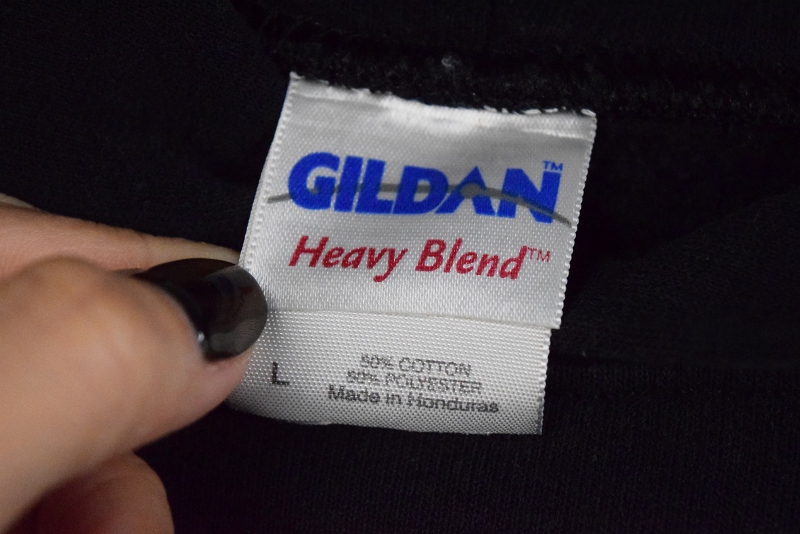 GILDAN™
Heavy Blend™
L
50% COTTON
50% POLYESTER
Made in Honduras